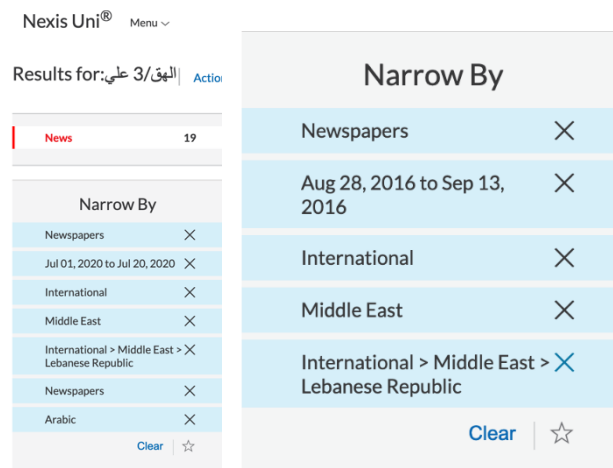 Nexis Uni®
Menu
Results for:علي 3/الهق
Actio
News 19
Narrow By
Newspapers
Jul 01, 2020 to Jul 20, 2020
International
Middle East
International > Middle East >
Lebanese Republic
Newspapers
Arabic
Clear
Narrow By
Newspapers
Aug 28, 2016 to Sep 13,
2016
International
Middle East
International > Middle East >
Lebanese Republic
Clear